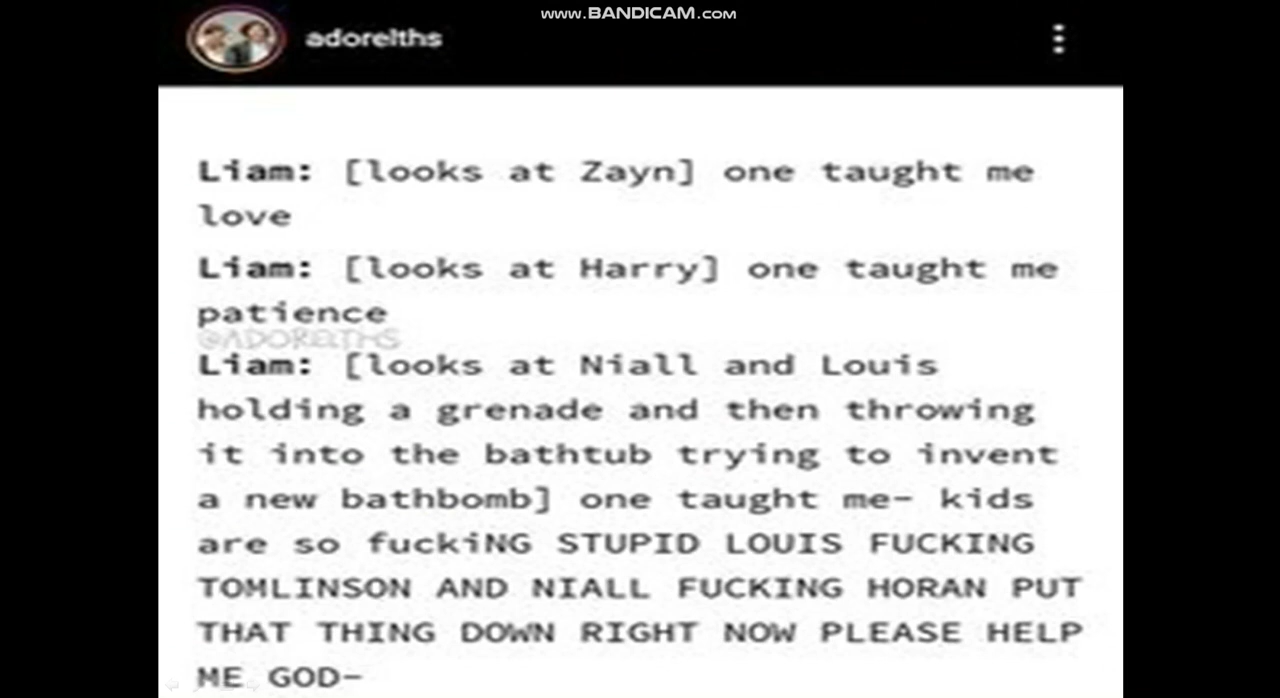 www.BANDICAM.com
adorelths
Liam: [looks at Zayn] one taught me
love
Liam: [looks at Harry] one taught me
patience
@ADORELTHS
Liam: [looks at Niall and Louis
holding a grenade and then throwing
it into the bathtub trying to invent
a new bathbomb] one taught me- kids
are so fuckiNG STUPID LOUIS FUCKING
TOMLINSON AND NIALL FUCKING HORAN PUT
THAT THING DOWN RIGHT NOW PLEASE HELP
ME GOD-